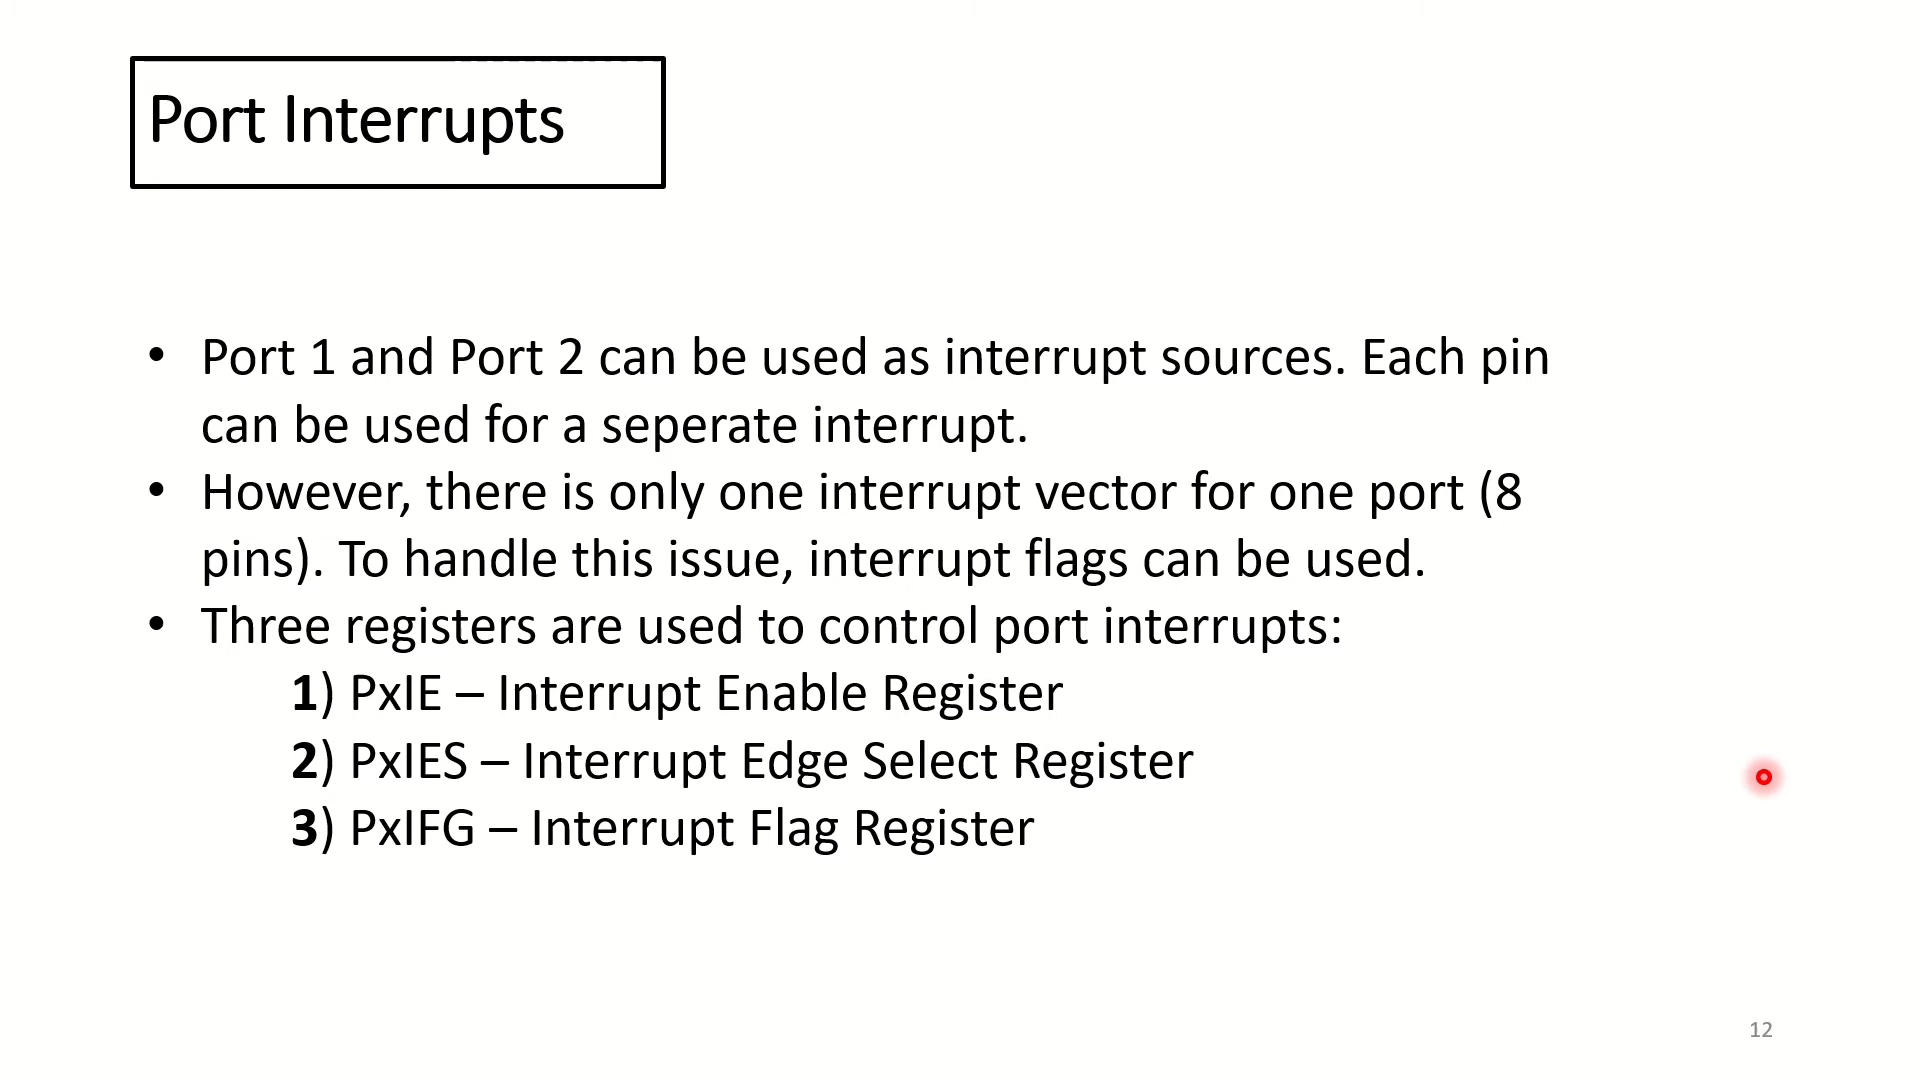 Port Interrupts
• Port 1 and Port 2 can be used as interrupt sources. Each pin
can be used for a seperate interrupt.
• However, there is only one interrupt vector for one port (8
pins). To handle this issue, interrupt flags can be used.
• Three registers are used to control port interrupts:
1) PxIE – Interrupt Enable Register
2) PxIES – Interrupt Edge Select Register
3) PxIFG – Interrupt Flag Register
12